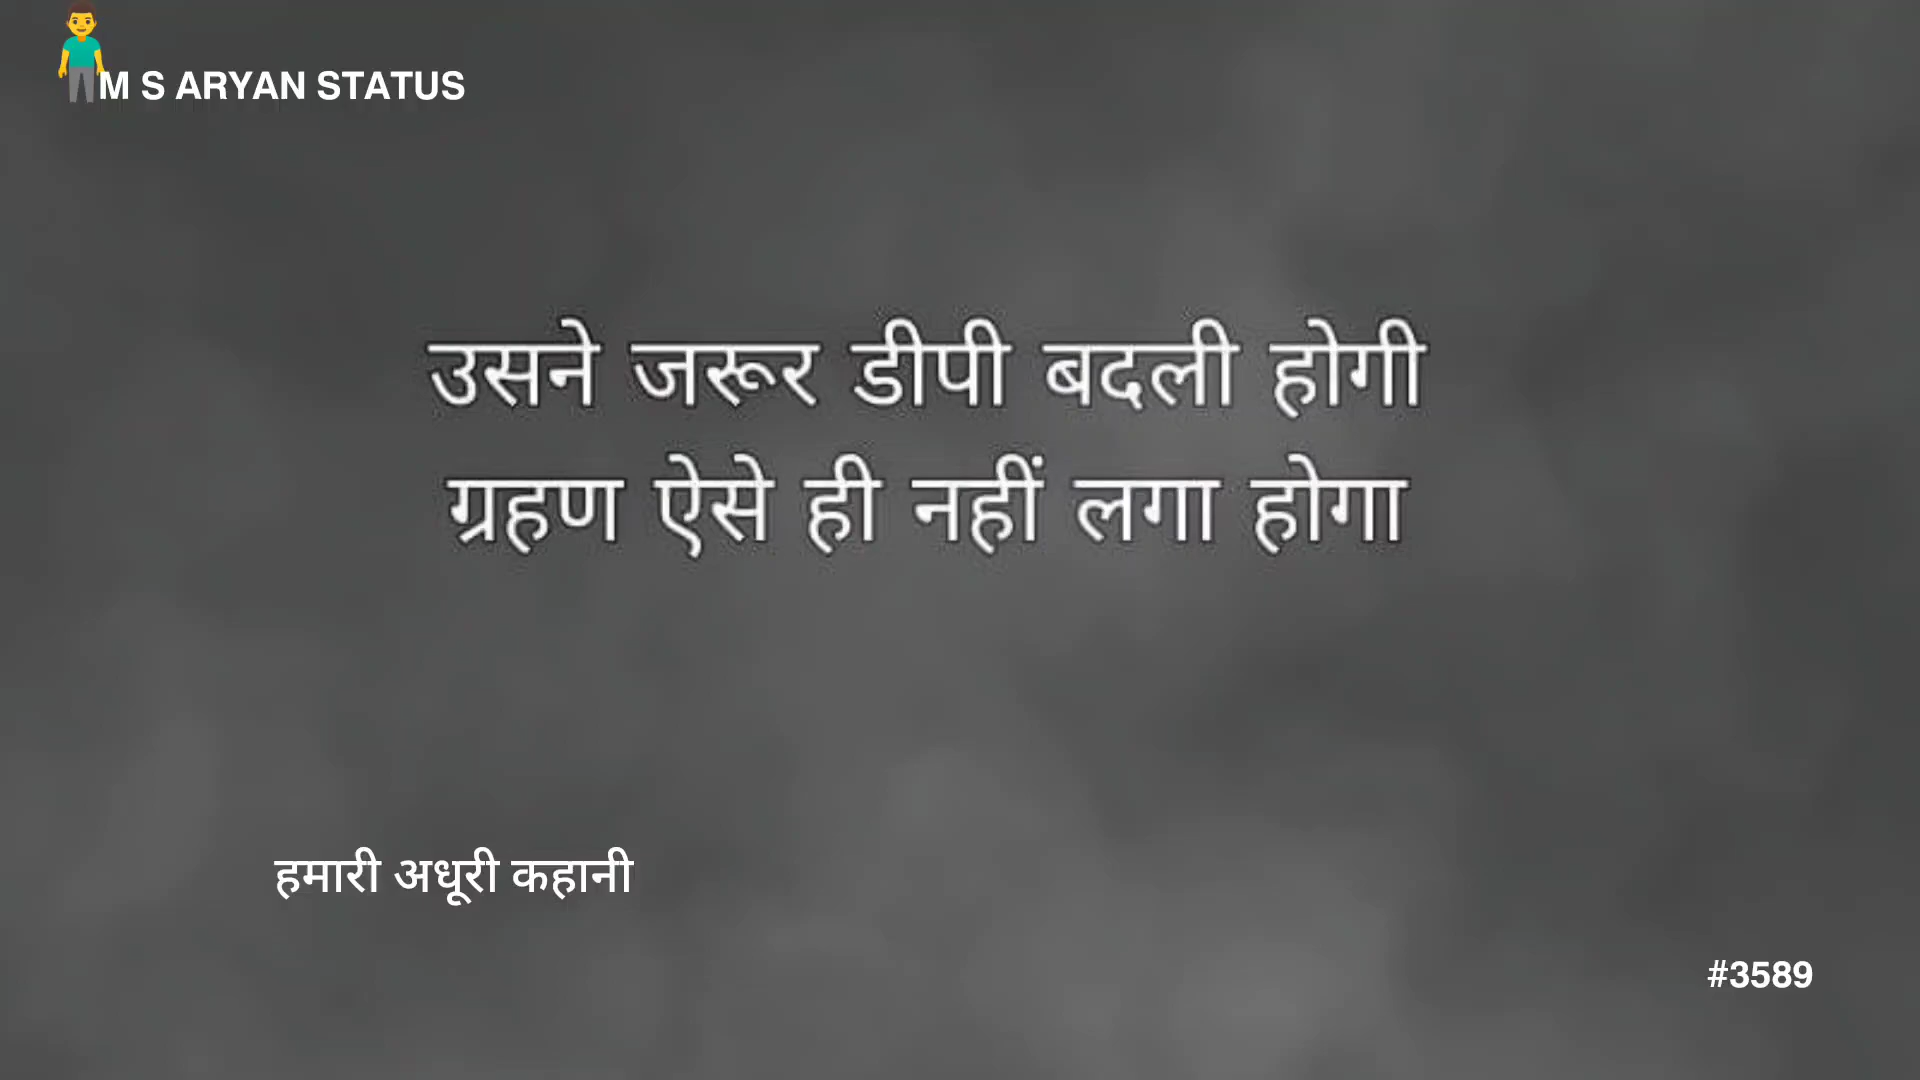 M S ARYAN STATUS
उसने जरूर डीपी बदली होगी
ग्रहण ऐसे ही नहीं लगा होगा
हमारी अधूरी कहानी
#3589